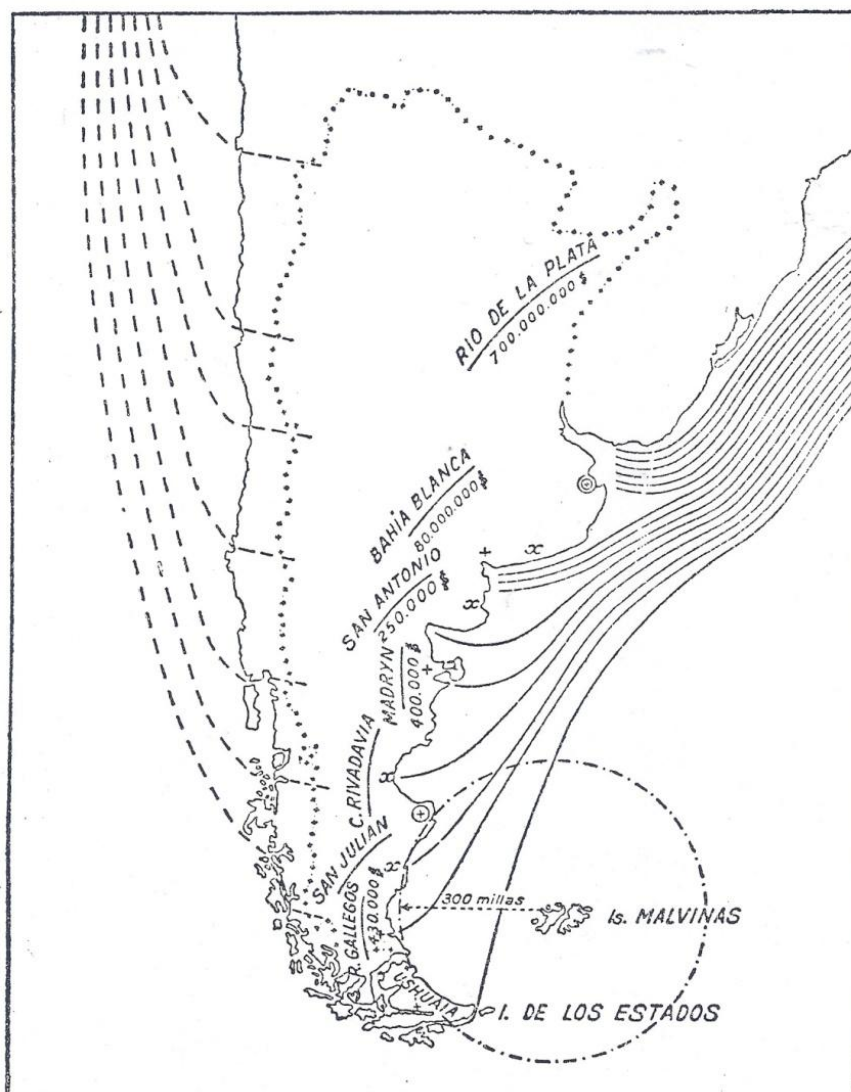 RIO DE LA PLATA
700.000.000 $
BAHIA BLANCA
80.000.000 $
SAN ANTONIO
250.000 $
MADRYN
400.000 $
C. RIVADAVIA
SAN JULIAN
R. GALLEGOS
430.000 $
USHUAIA
300 millas
Is. MALVINAS
I. DE LOS ESTADOS